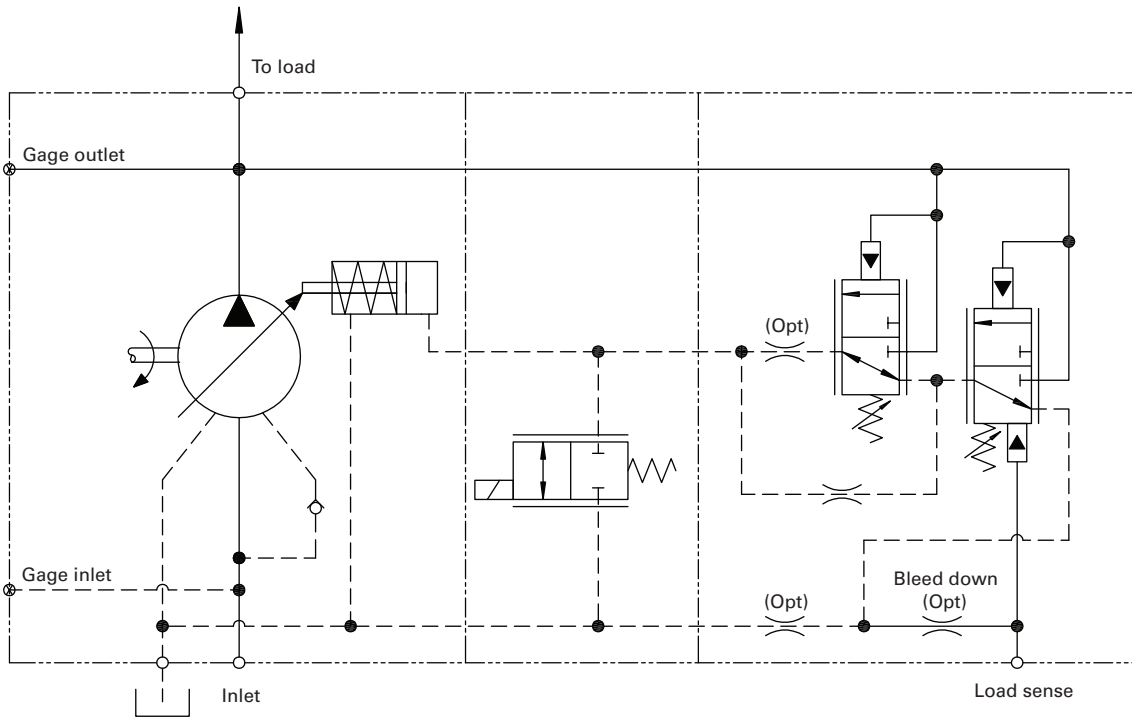 To load
Gage outlet
(Opt)
Gage inlet
Bleed down
(Opt)
(Opt)
Inlet
Load sense